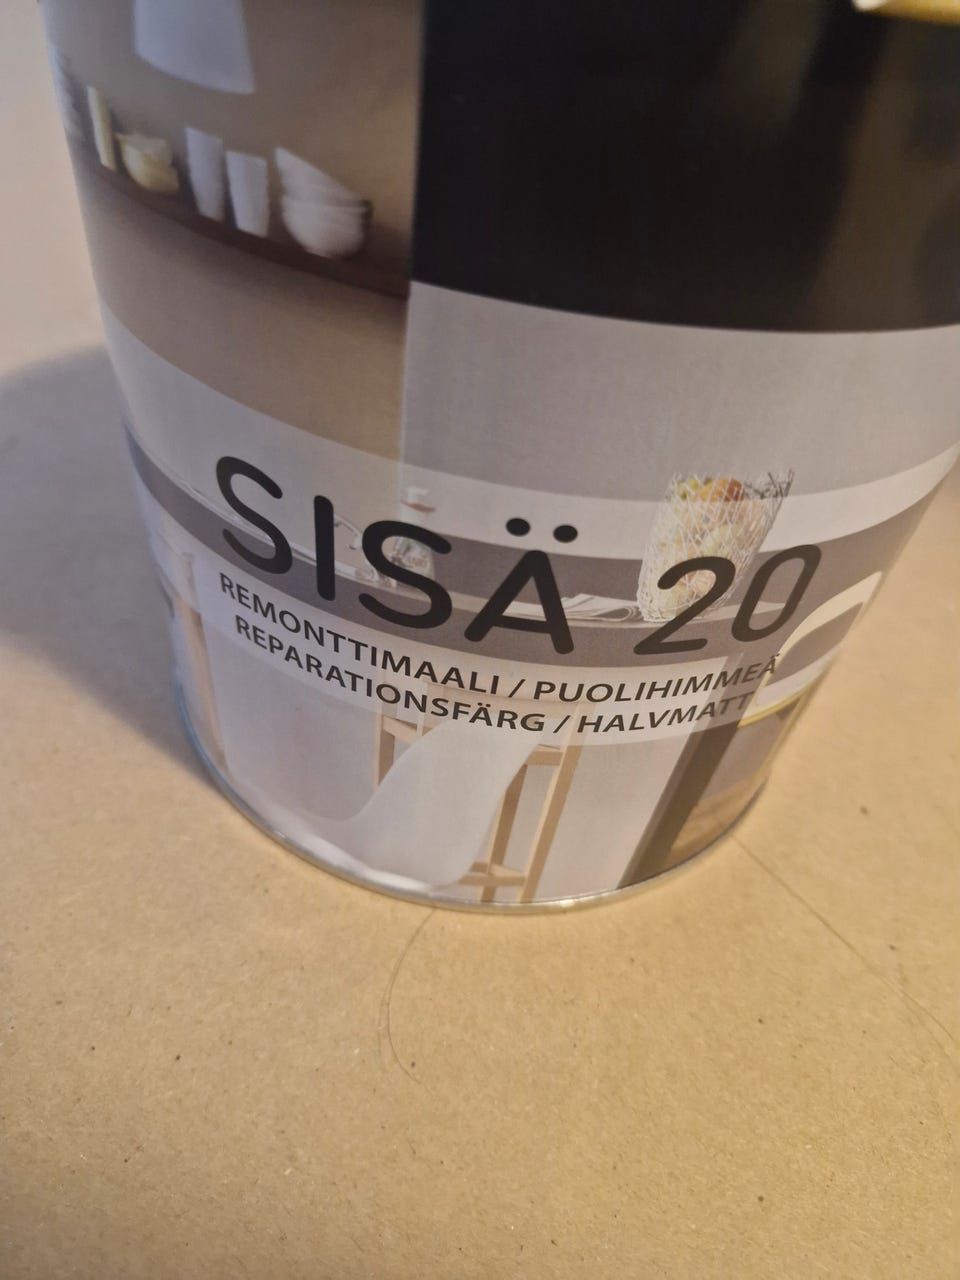 SISÄ 20
REMONTTIMAALI / PUOLIHIMMEÄ
REPARATIONSFÄRG / HALVMATT